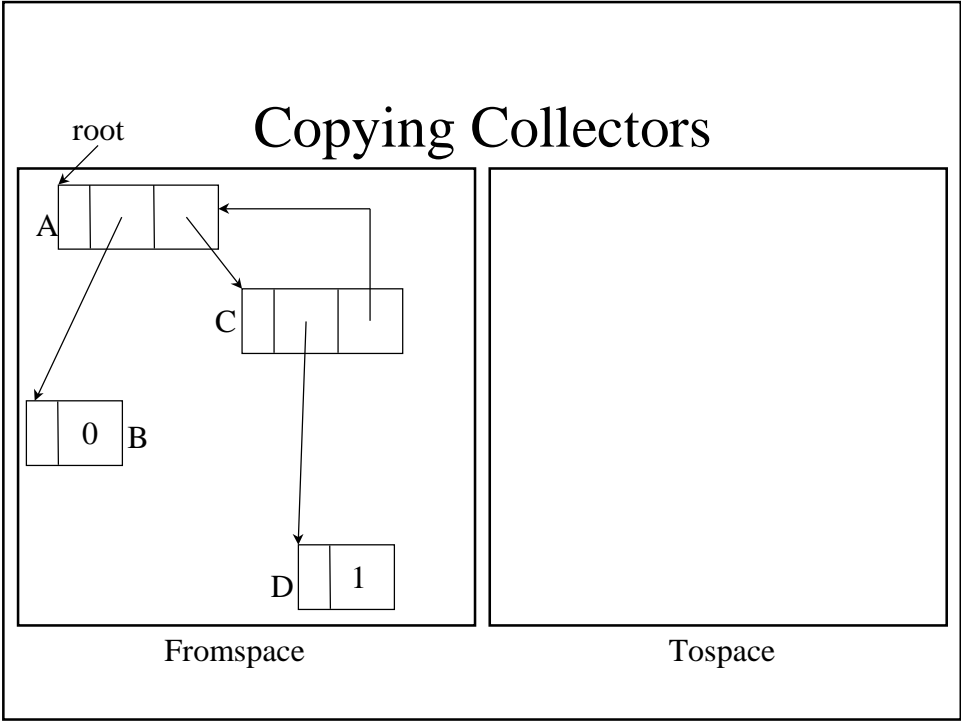 Copying Collectors
root
A
C
0 B
D 1
Fromspace
Tospace